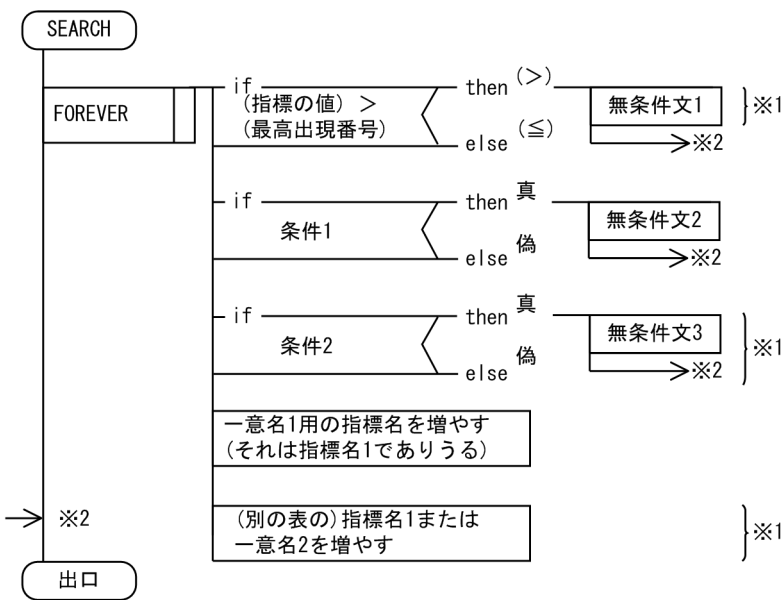 SEARCH
FOREVER
if
(指標の値) ＞
(最高出現番号)
then (＞)
else (≦)
無条件文1
※2
※1
if
条件1
then 真
else 偽
無条件文2
※2
if
条件2
then 真
else 偽
無条件文3
※2
※1
一意名1用の指標名を増やす
(それは指標名1でありうる)
※2
(別の表の)指標名1または
一意名2を増やす
※1
出口